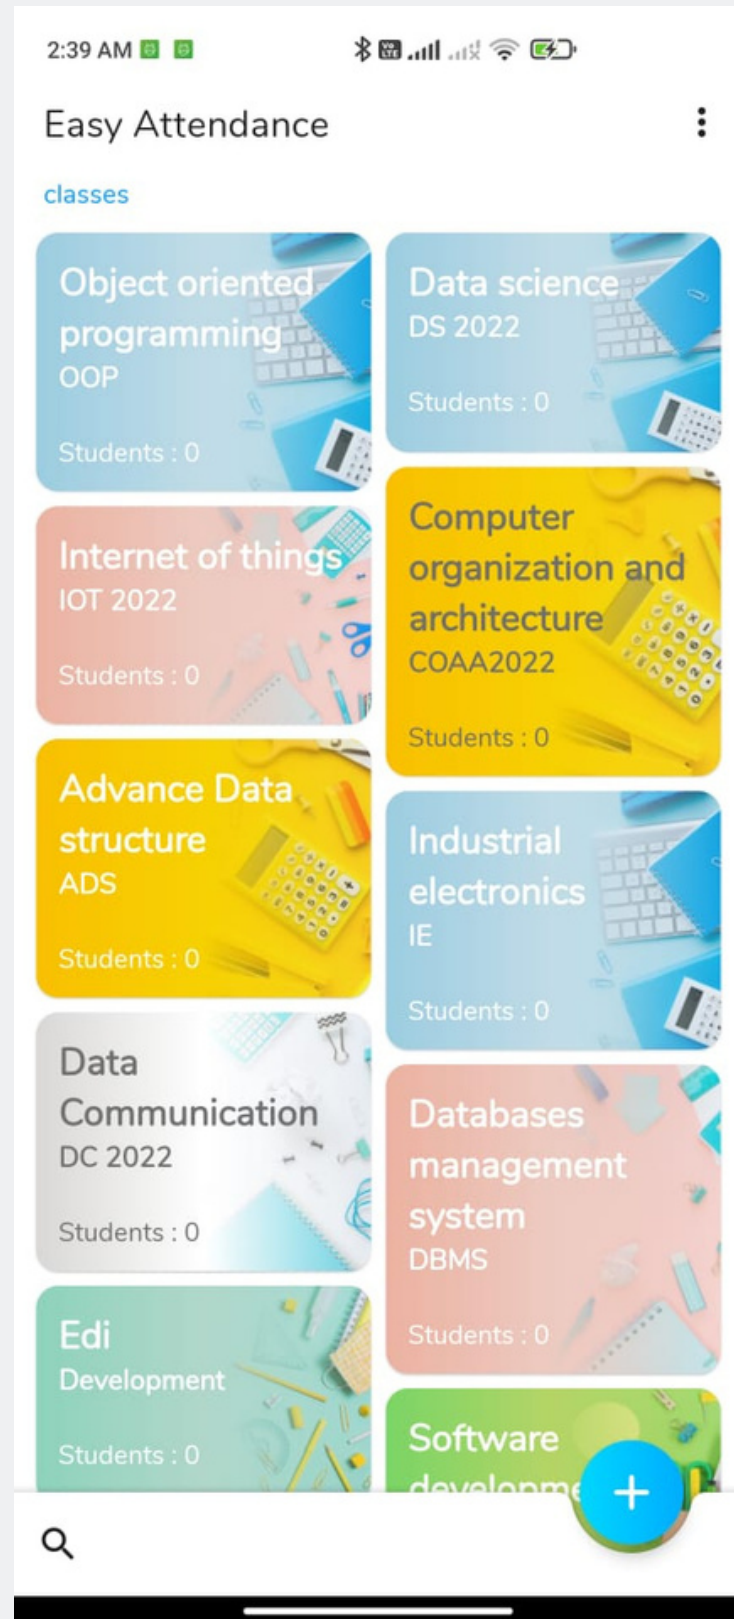 2:39 AM
Vo
LTE
Easy Attendance
classes
Object oriented
programming
OOP
Students : 0
Data science
DS 2022
Students : 0
Internet of things
IOT 2022
Students : 0
Computer
organization and
architecture
COAA2022
Students : 0
Advance Data
structure
ADS
Students : 0
Industrial
electronics
IE
Students : 0
Data
Communication
DC 2022
Students : 0
Databases
management
system
DBMS
Students : 0
Edi
Development
Students : 0
Software